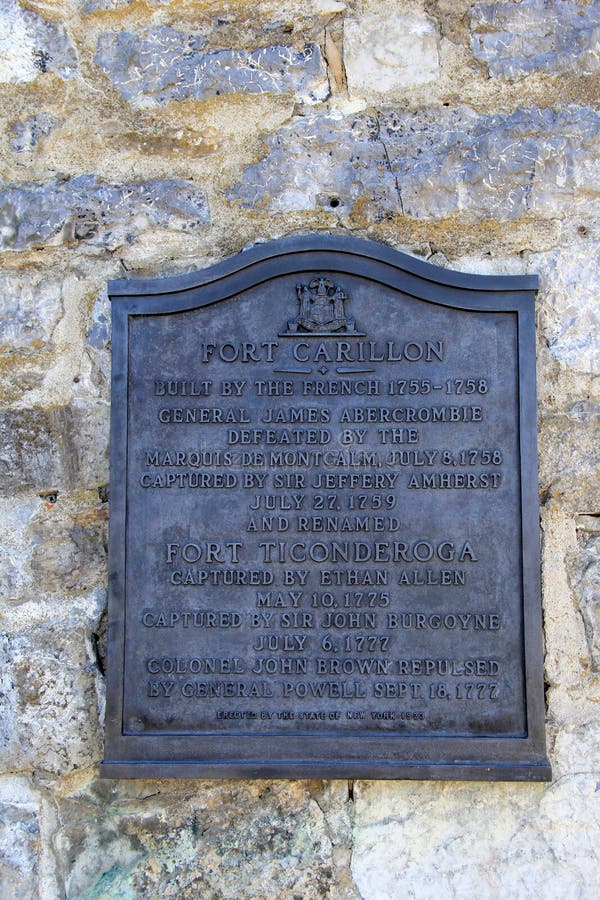 FORT CARILLON
BUILT BY THE FRENCH 1755-1758
GENERAL JAMES ABERCROMBIE
DEFEATED BY THE
MARQUIS DE MONTCALM, JULY 8, 1758
CAPTURED BY SIR JEFFERY AMHERST
JULY 27, 1759
AND RENAMED
FORT TICONDEROGA
CAPTURED BY ETHAN ALLEN
MAY 10, 1775
CAPTURED BY SIR JOHN BURGOYNE
JULY 6, 1777
COLONEL JOHN BROWN REPULSED
BY GENERAL POWELL SEPT. 18, 1777
ERECTED BY THE STATE OF NEW YORK